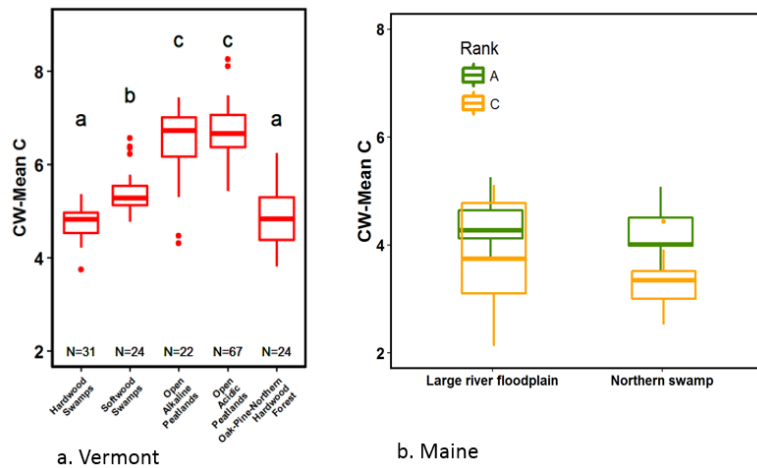 CW-Mean C
8
6
4
2
a
b
c
c
a
N=31
N=24
N=22
N=67
N=24
Hardwood
Swamps
Softwood
Swamps
Open
Alkaline
Peatlands
Open
Acidic
Peatlands
Oak-Pine-Northern
Hardwood
Forest
a. Vermont
CW-Mean C
8
6
4
2
Rank
A
C
Large river floodplain
Northern swamp
b. Maine